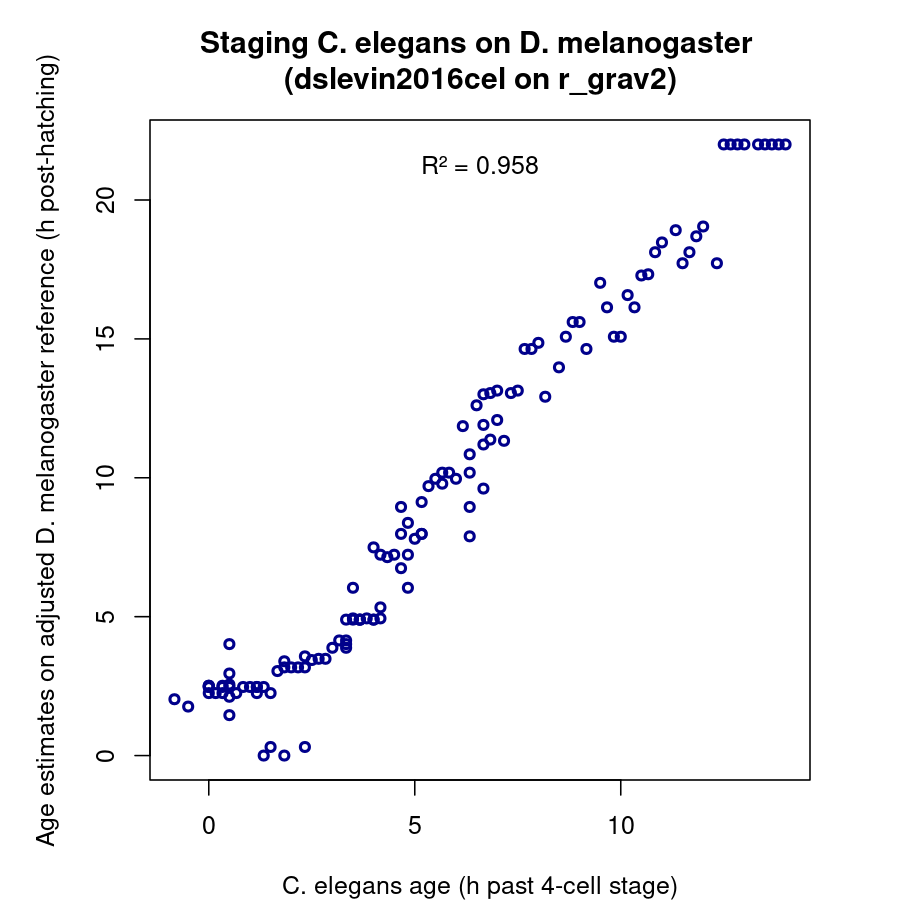 Staging C. elegans on D. melanogaster
(dslevin2016cel on r_grav2)
R² = 0.958
Age estimates on adjusted D. melanogaster reference (h post-hatching)
20
15
10
5
0
0 5 10
C. elegans age (h past 4-cell stage)